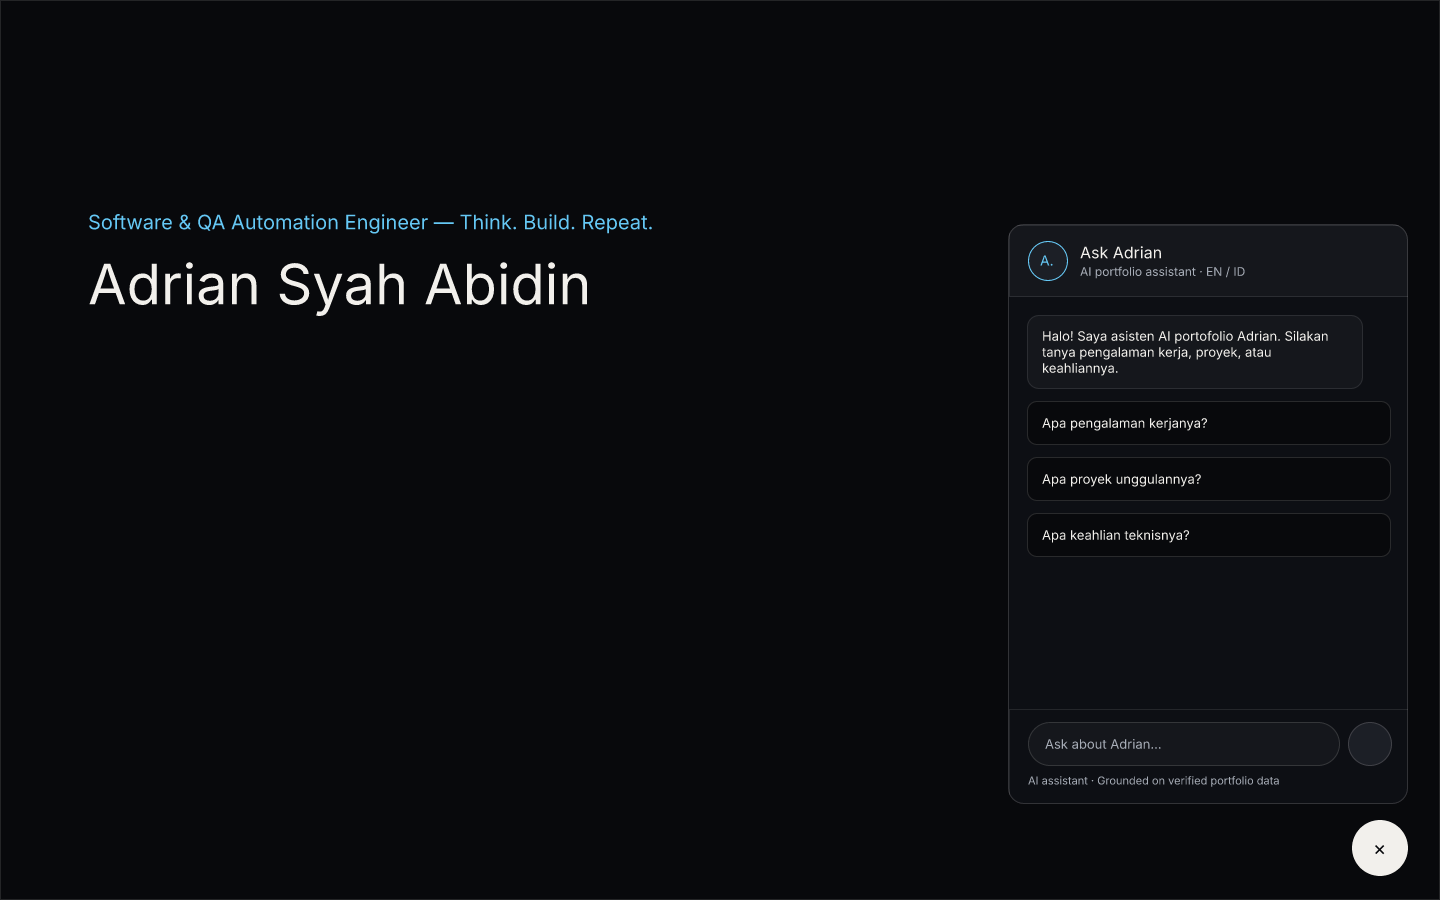 Software & QA Automation Engineer — Think. Build. Repeat.
Adrian Syah Abidin
A.
Ask Adrian
AI portfolio assistant · EN / ID
Halo! Saya asisten AI portofolio Adrian. Silakan
tanya pengalaman kerja, proyek, atau
keahliannya.
Apa pengalaman kerjanya?
Apa proyek unggulannya?
Apa keahlian teknisnya?
Ask about Adrian...
AI assistant · Grounded on verified portfolio data
×